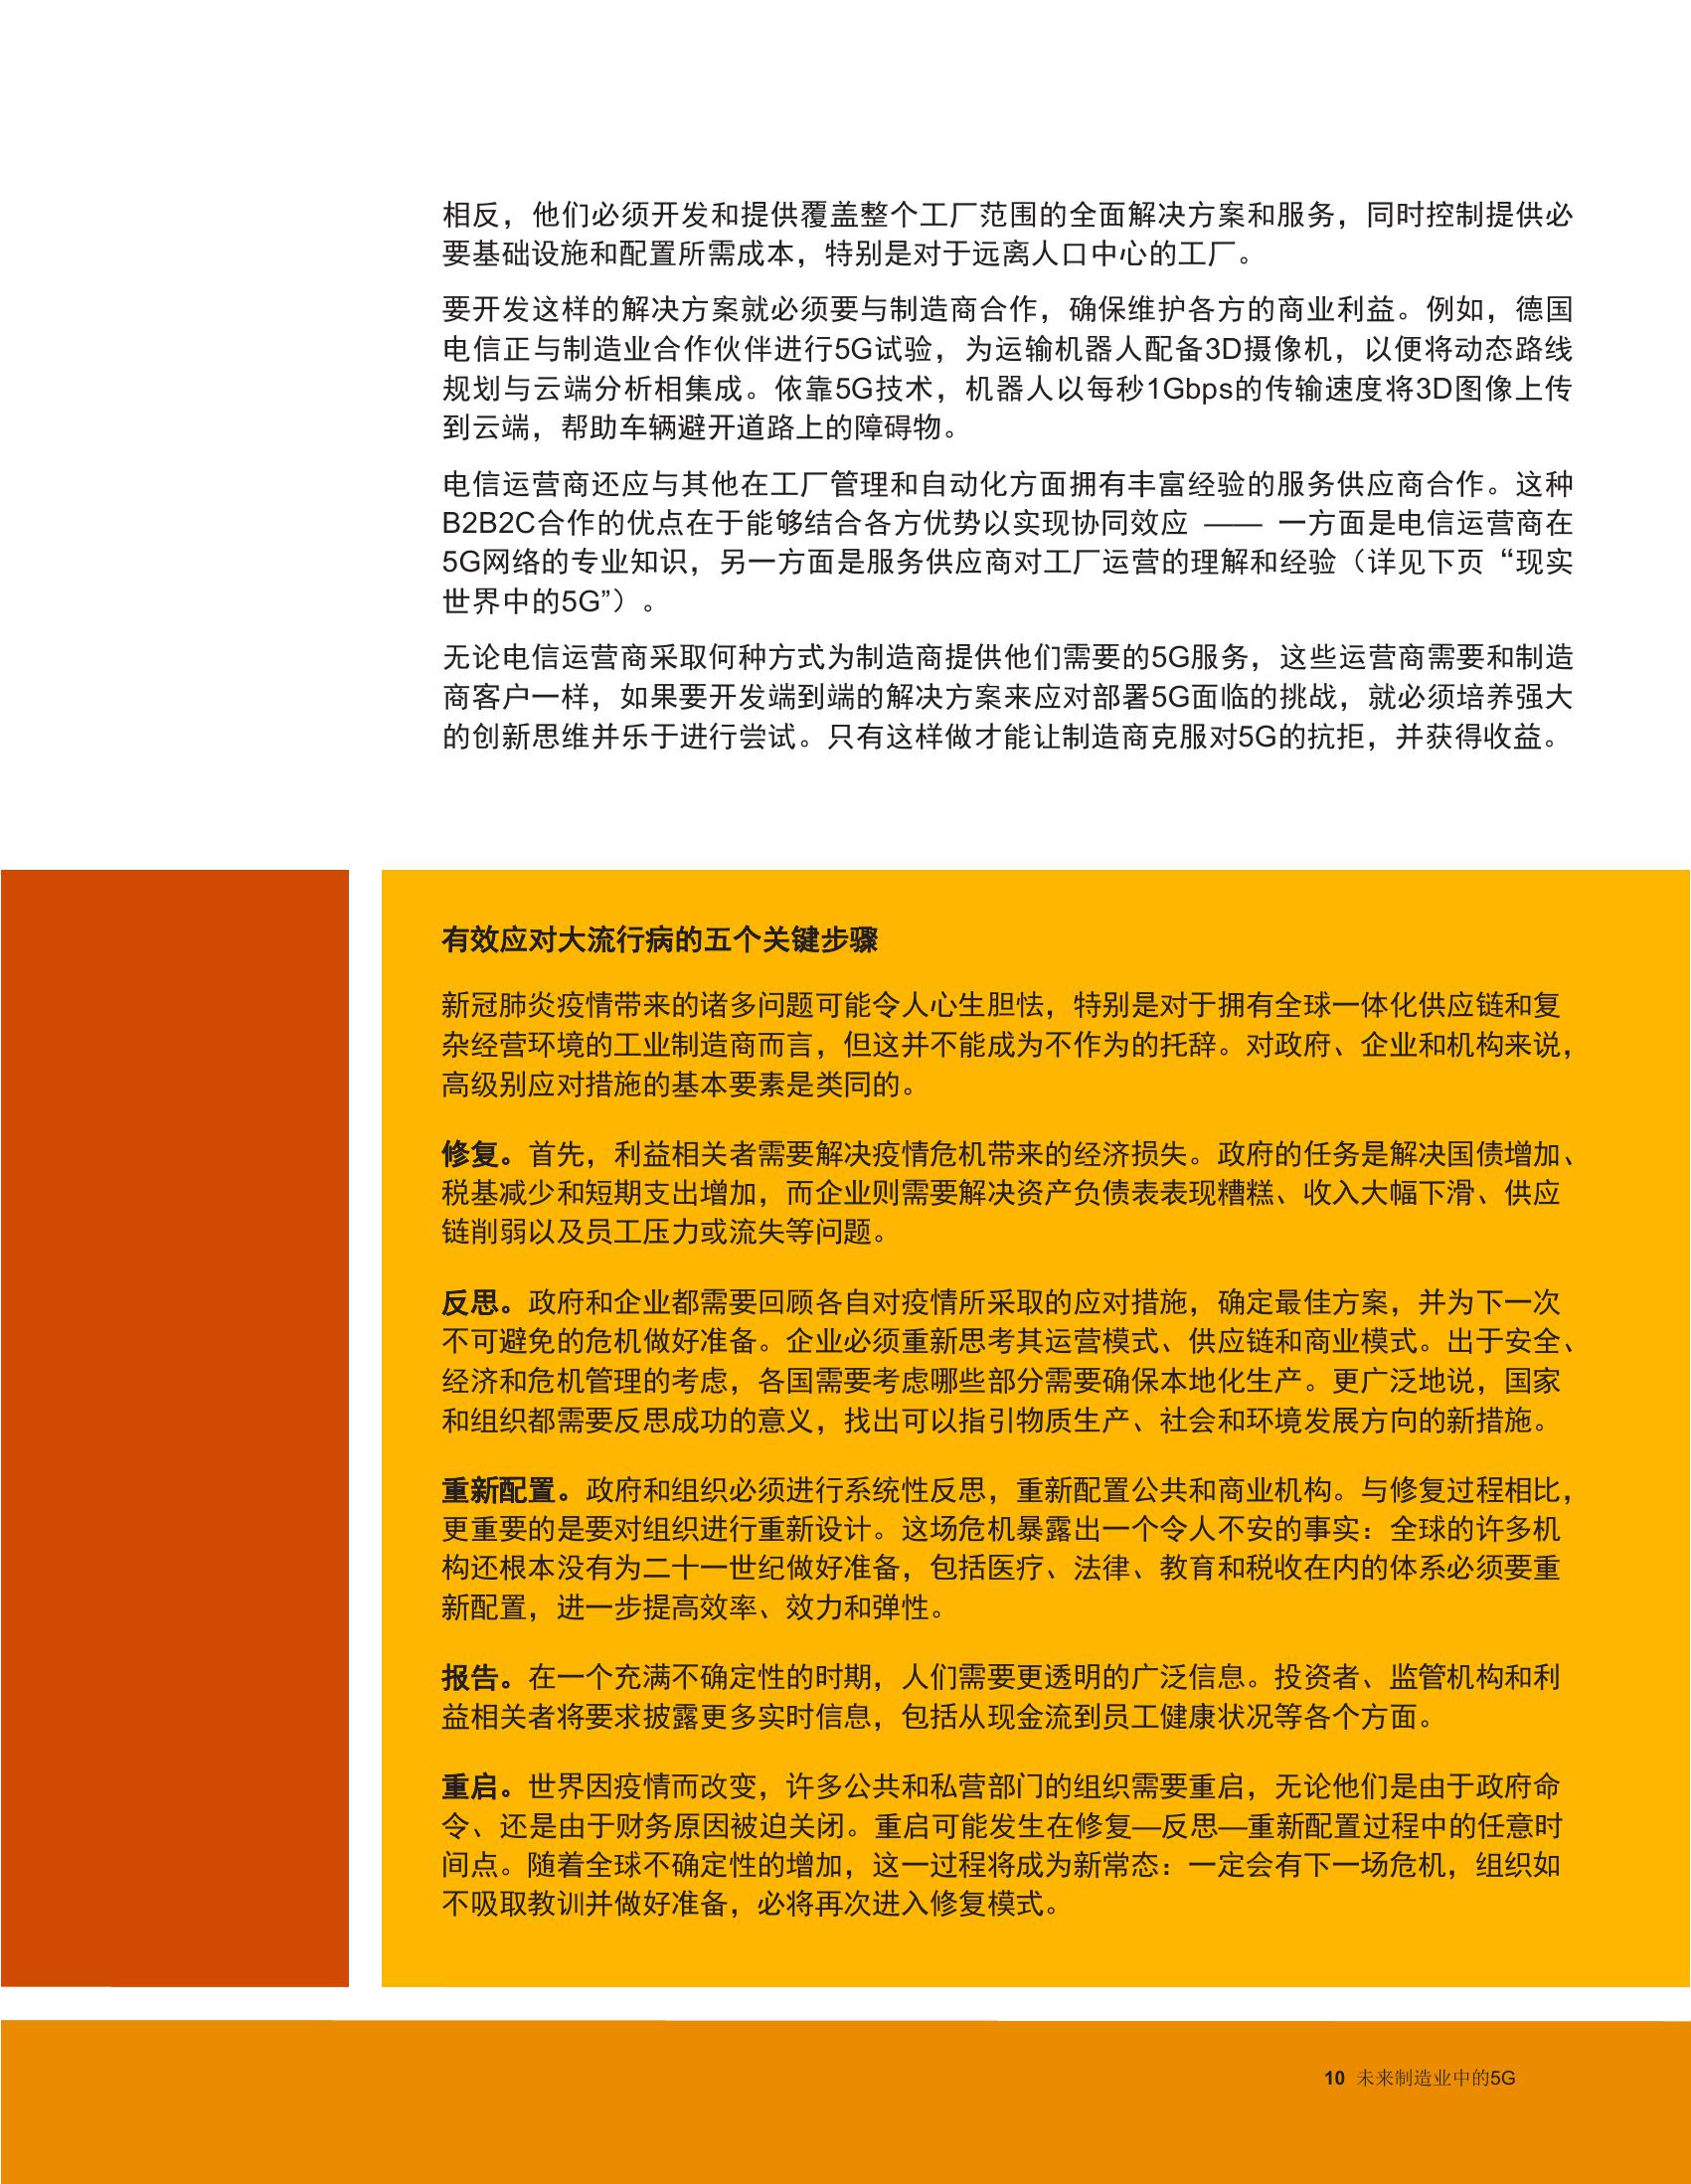 相反，他们必须开发和提供覆盖整个工厂范围的全面解决方案和服务，同时控制提供必
要基础设施和配置所需成本，特别是对于远离人口中心的工厂。
要开发这样的解决方案就必须要与制造商合作，确保维护各方的商业利益。例如，德国
电信正与制造业合作伙伴进行5G试验，为运输机器人配备3D摄像机，以便将动态路线
规划与云端分析相集成。依靠5G技术，机器人以每秒1Gbps的传输速度将3D图像上传
到云端，帮助车辆避开道路上的障碍物。
电信运营商还应与其他在工厂管理和自动化方面拥有丰富经验的服务供应商合作。这种
B2B2C合作的优点在于能够结合各方优势以实现协同效应 —— 一方面是电信运营商在
5G网络的专业知识，另一方面是服务供应商对工厂运营的理解和经验（详见下页“现实
世界中的5G”）。
无论电信运营商采取何种方式为制造商提供他们需要的5G服务，这些运营商需要和制造
商客户一样，如果要开发端到端的解决方案来应对部署5G面临的挑战，就必须培养强大
的创新思维并乐于进行尝试。只有这样做才能让制造商克服对5G的抗拒，并获得收益。
有效应对大流行病的五个关键步骤
新冠肺炎疫情带来的诸多问题可能令人心生胆怯，特别是对于拥有全球一体化供应链和复
杂经营环境的工业制造商而言，但这并不能成为不作为的托辞。对政府、企业和机构来说，
高级别应对措施的基本要素是类同的。
修复。首先，利益相关者需要解决疫情危机带来的经济损失。政府的任务是解决国债增加、
税基减少和短期支出增加，而企业则需要解决资产负债表表现糟糕、收入大幅下滑、供应
链削弱以及员工压力或流失等问题。
反思。政府和企业都需要回顾各自对疫情所采取的应对措施，确定最佳方案，并为下一次
不可避免的危机做好准备。企业必须重新思考其运营模式、供应链和商业模式。出于安全、
经济和危机管理的考虑，各国需要考虑哪些部分需要确保本地化生产。更广泛地说，国家
和组织都需要反思成功的意义，找出可以指引物质生产、社会和环境发展方向的新措施。
重新配置。政府和组织必须进行系统性反思，重新配置公共和商业机构。与修复过程相比，
更重要的是要对组织进行重新设计。这场危机暴露出一个令人不安的事实：全球的许多机
构还根本没有为二十一世纪做好准备，包括医疗、法律、教育和税收在内的体系必须要重
新配置，进一步提高效率、效力和弹性。
报告。在一个充满不确定性的时期，人们需要更透明的广泛信息。投资者、监管机构和利
益相关者将要求披露更多实时信息，包括从现金流到员工健康状况等各个方面。
重启。世界因疫情而改变，许多公共和私营部门的组织需要重启，无论他们是由于政府命
令、还是由于财务原因被迫关闭。重启可能发生在修复—反思—重新配置过程中的任意时
间点。随着全球不确定性的增加，这一过程将成为新常态：一定会有下一场危机，组织如
不吸取教训并做好准备，必将再次进入修复模式。
10 未来制造业中的5G